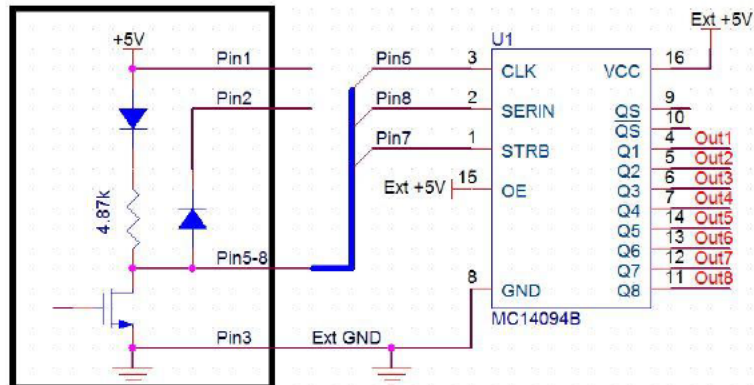 +5V
Pin1
Pin2
4.87k
Pin5-8
Pin3
Ext GND
Pin5
Pin8
Pin7
Ext +5V
U1
3 CLK
2 SERIN
1 STRB
15 OE
8 GND
MC14094B
Ext +5V
VCC 16
QS 9
QS 10
Q1 4 Out1
Q2 5 Out2
Q3 6 Out3
Q4 7 Out4
Q5 14 Out5
Q6 13 Out6
Q7 12 Out7
Q8 11 Out8